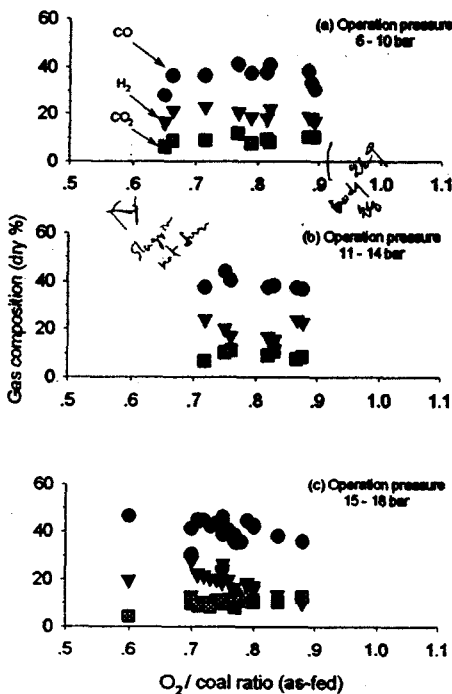 (a) Operation pressure
6 - 10 bar
60
CO
40
H2
20
CO2
0
.5 .6 .7 .8 .9 1.0 1.1
(b) Operation pressure
11 - 14 bar
60
40
20
0
.5 .6 .7 .8 .9 1.0 1.1
Gas composition (dry %)
(c) Operation pressure
15 - 18 bar
60
40
20
0
.5 .6 .7 .8 .9 1.0 1.1
O2 / coal ratio (as-fed)